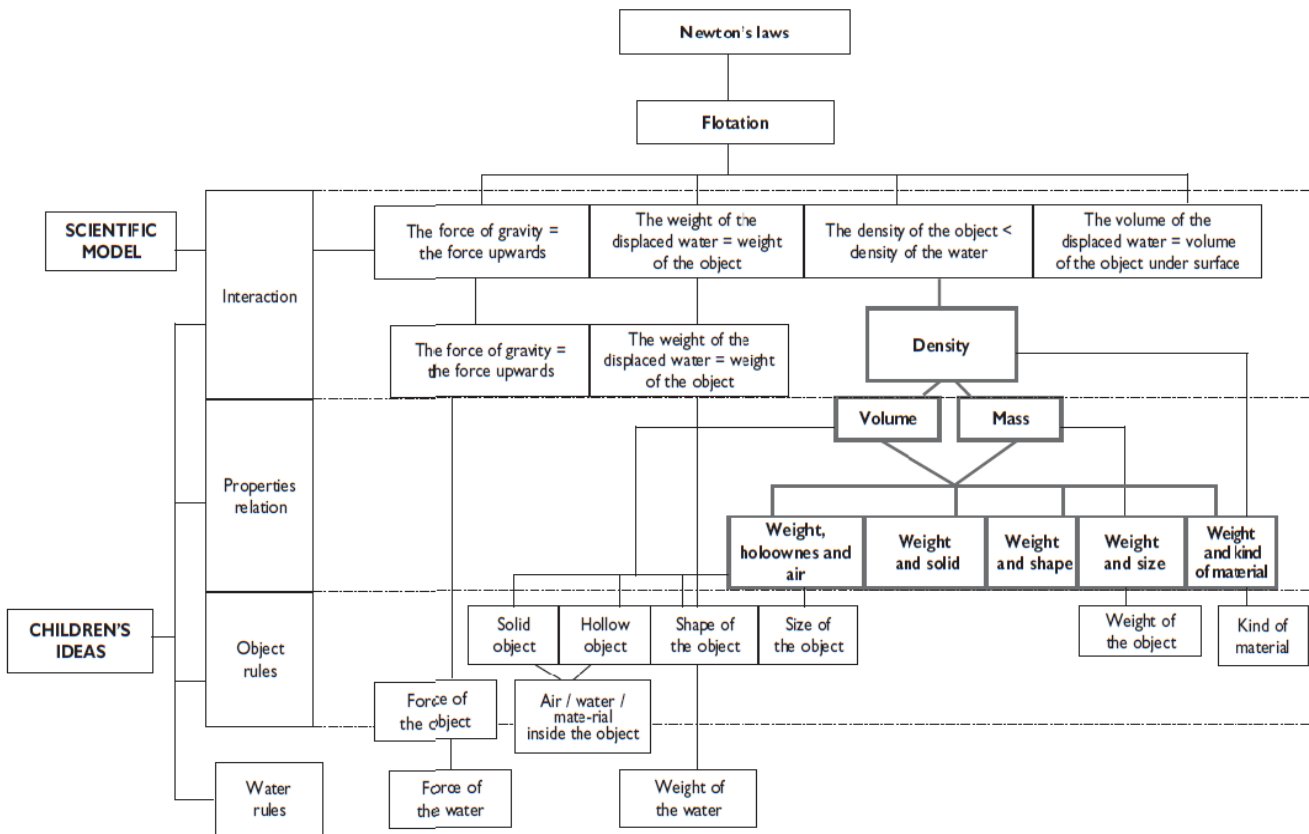 Newton's laws
Flotation
SCIENTIFIC
MODEL
Interaction
The force of gravity =
the force upwards
The weight of the
displaced water = weight
of the object
The density of the object <
density of the water
The volume of the
displaced water = volume
of the object under surface
The force of gravity =
the force upwards
The weight of the
displaced water = weight
of the object
Density
Volume
Mass
Properties
relation
Weight,
holoownes and
air
Weight
and solid
Weight
and shape
Weight
and size
Weight
and kind
of material
CHILDREN'S
IDEAS
Object
rules
Solid
object
Hollow
object
Shape of
the object
Size of
the object
Weight of
the object
Kind of
material
Force of
the object
Air / water /
mate-rial
inside the object
Water
rules
Force of
the water
Weight of
the water